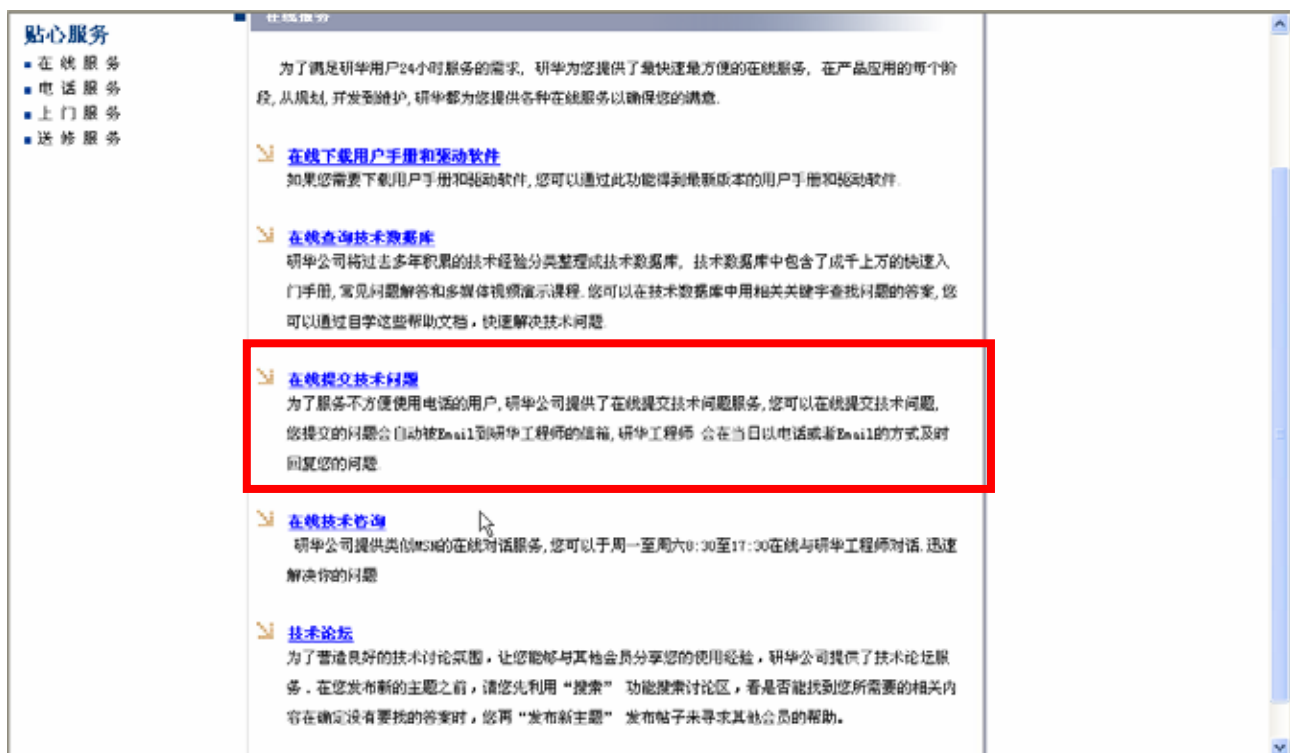 贴心服务
在线服务
电话服务
上门服务
送修服务
在线服务
为了满足研华用户24小时服务的需求, 研华为您提供了最快速最方便的在线服务, 在产品应用的每个阶
段, 从规划, 开发到维护, 研华都为您提供各种在线服务以确保您的满意.
在线下载用户手册和驱动软件
如果您需要下载用户手册和驱动软件, 您可以通过此功能得到最新版本的用户手册和驱动软件.
在线查询技术数据库
研华公司将过去多年积累的技术经验分类整理成技术数据库, 技术数据库中包含了成千上万的快速入
门手册, 常见问题解答和多媒体视频演示课程. 您可以在技术数据库中用相关关键字查找问题的答案, 您
可以通过自学这些帮助文档，快速解决技术问题.
在线提交技术问题
为了服务不方便使用电话的用户, 研华公司提供了在线提交技术问题服务, 您可以在线提交技术问题,
您提交的问题会自动被Email到研华工程师的信箱, 研华工程师 会在当日以电话或者Email的方式及时
回复您的问题.
在线技术咨询
研华公司提供类似MSN的在线对话服务, 您可以于周一至周六8:30至17:30在线与研华工程师对话. 迅速
解决你的问题
技术论坛
为了营造良好的技术讨论氛围，让您能够与其他会员分享您的使用经验，研华公司提供了技术论坛服
务．在您发布新的主题之前，请您先利用“搜索” 功能搜索讨论区，看是否能找到您所需要的相关内
容在确定没有要找的答案时，您再“发布新主题” 发布帖子来寻求其他会员的帮助。